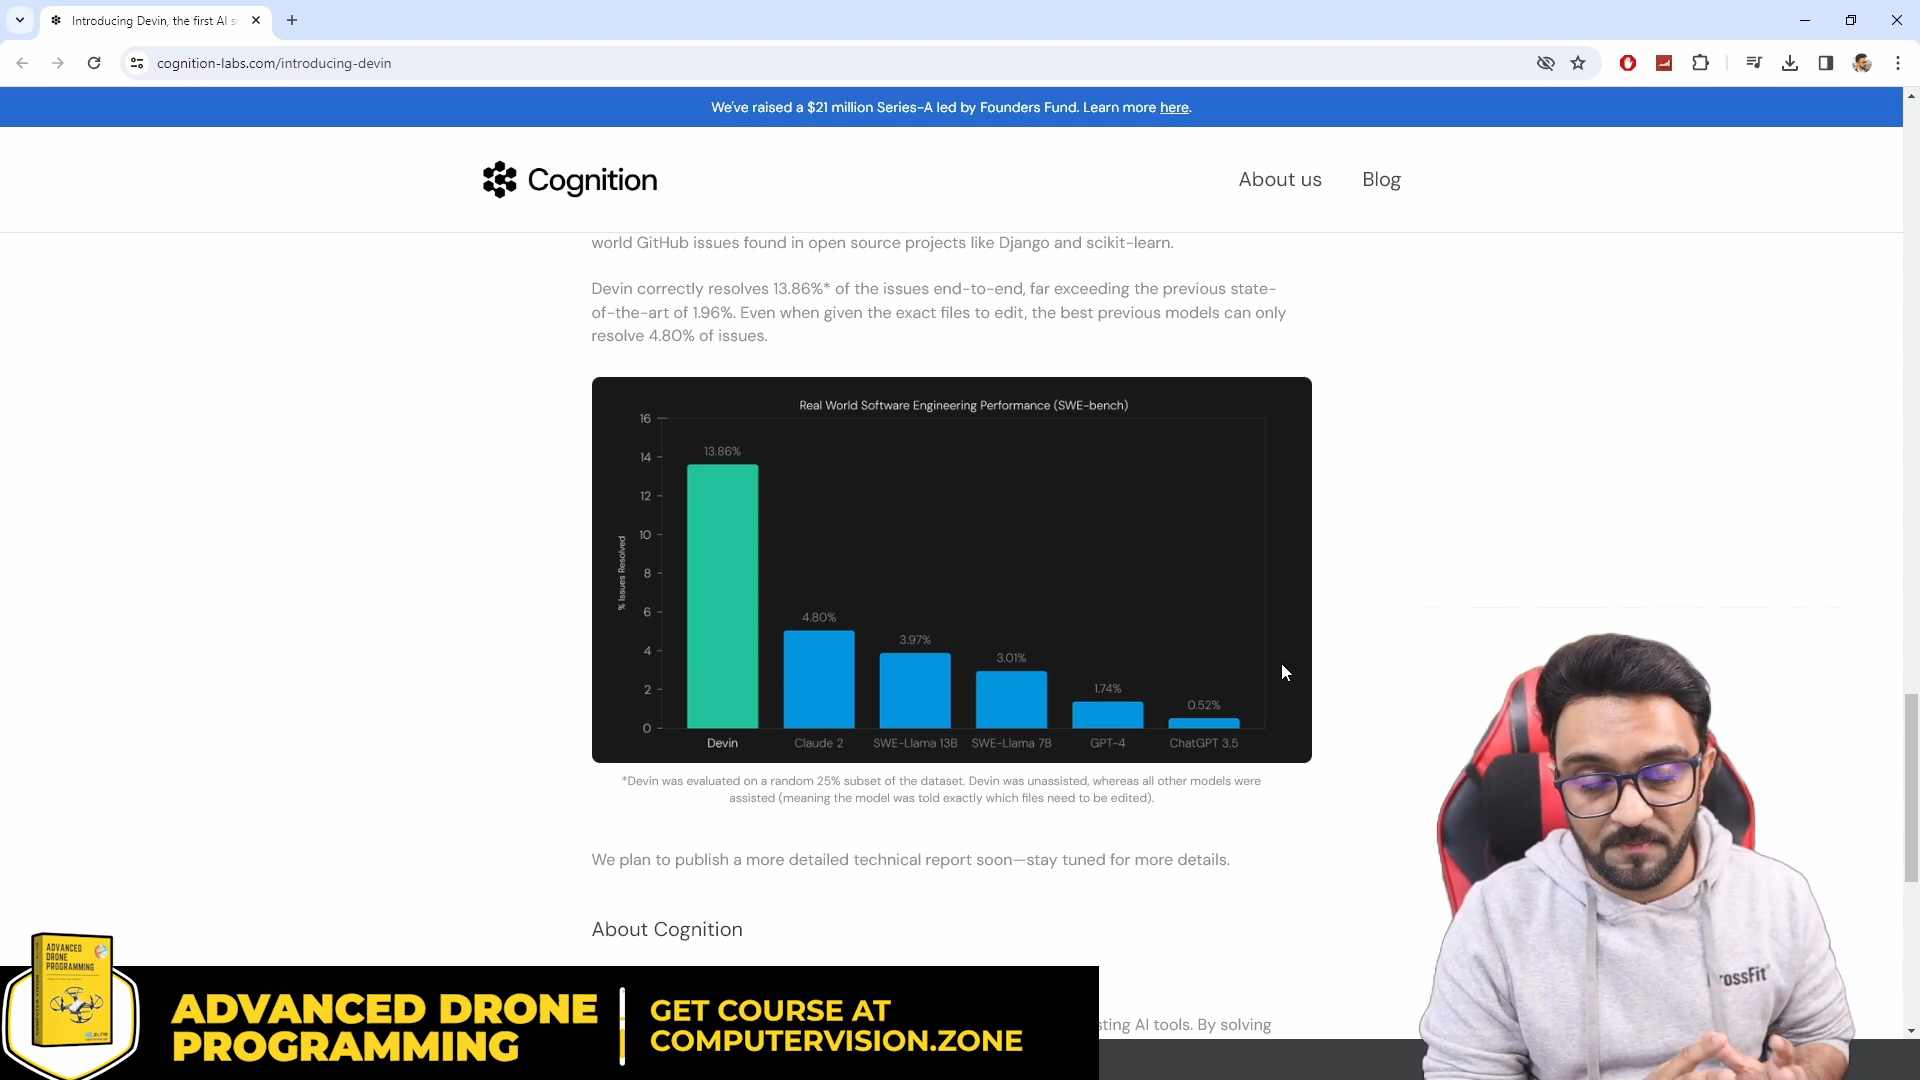 Introducing Devin, the first AI s
cognition-labs.com/introducing-devin
We've raised a $21 million Series-A led by Founders Fund. Learn more here.
Cognition
About us
Blog
world GitHub issues found in open source projects like Django and scikit-learn.
Devin correctly resolves 13.86%* of the issues end-to-end, far exceeding the previous state-
of-the-art of 1.96%. Even when given the exact files to edit, the best previous models can only
resolve 4.80% of issues.
Real World Software Engineering Performance (SWE-bench)
16
14
12
10
8
6
4
2
0
% Issues Resolved
13.86%
4.80%
3.97%
3.01%
1.74%
0.52%
Devin
Claude 2
SWE-Llama 13B
SWE-Llama 7B
GPT-4
ChatGPT 3.5
*Devin was evaluated on a random 25% subset of the dataset. Devin was unassisted, whereas all other models were
assisted (meaning the model was told exactly which files need to be edited).
We plan to publish a more detailed technical report soon—stay tuned for more details.
About Cognition
sting AI tools. By solving
ADVANCED
DRONE
PROGRAMMING
ADVANCED DRONE
PROGRAMMING
GET COURSE AT
COMPUTERVISION.ZONE
rossFit